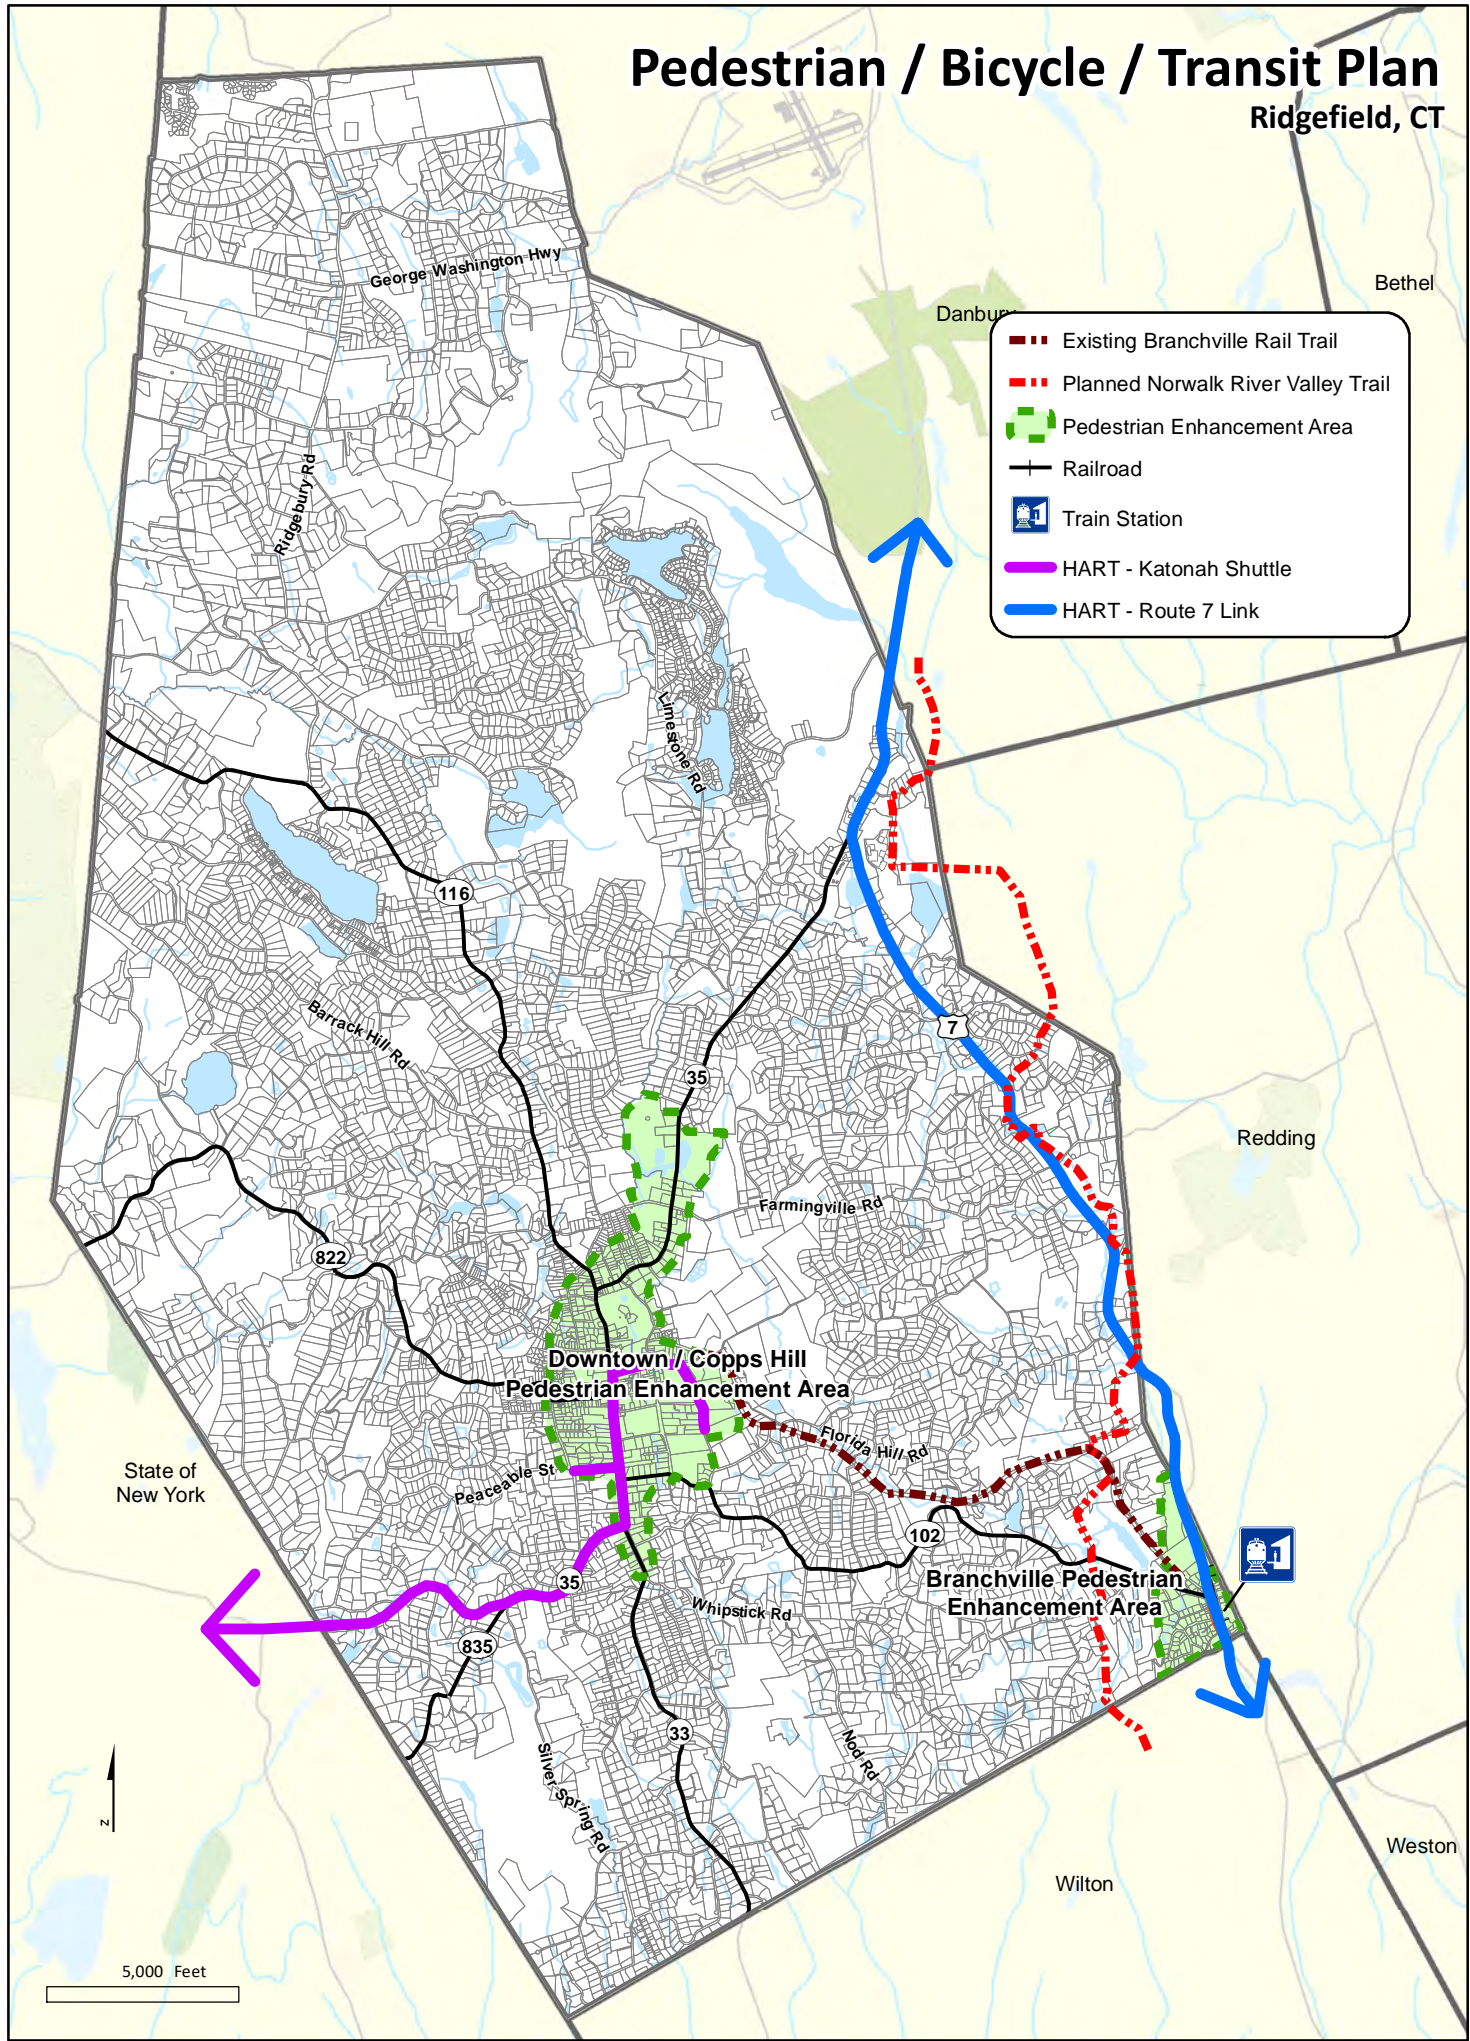 Pedestrian / Bicycle / Transit Plan
Ridgefield, CT
Bethel
Danbury
Existing Branchville Rail Trail
Planned Norwalk River Valley Trail
Pedestrian Enhancement Area
Railroad
Train Station
HART - Katonah Shuttle
HART - Route 7 Link
George Washington Hwy
Ridgebury Rd
Limestone Rd
116
Barrack Hill Rd
7
35
Redding
Farmingville Rd
822
Downtown / Copps Hill
Pedestrian Enhancement Area
Florida Hill Rd
Peaceable St
State of
New York
102
35
Branchville Pedestrian
Enhancement Area
Whipstick Rd
835
33
Nod Rd
Silver Spring Rd
z
Weston
Wilton
5,000 Feet